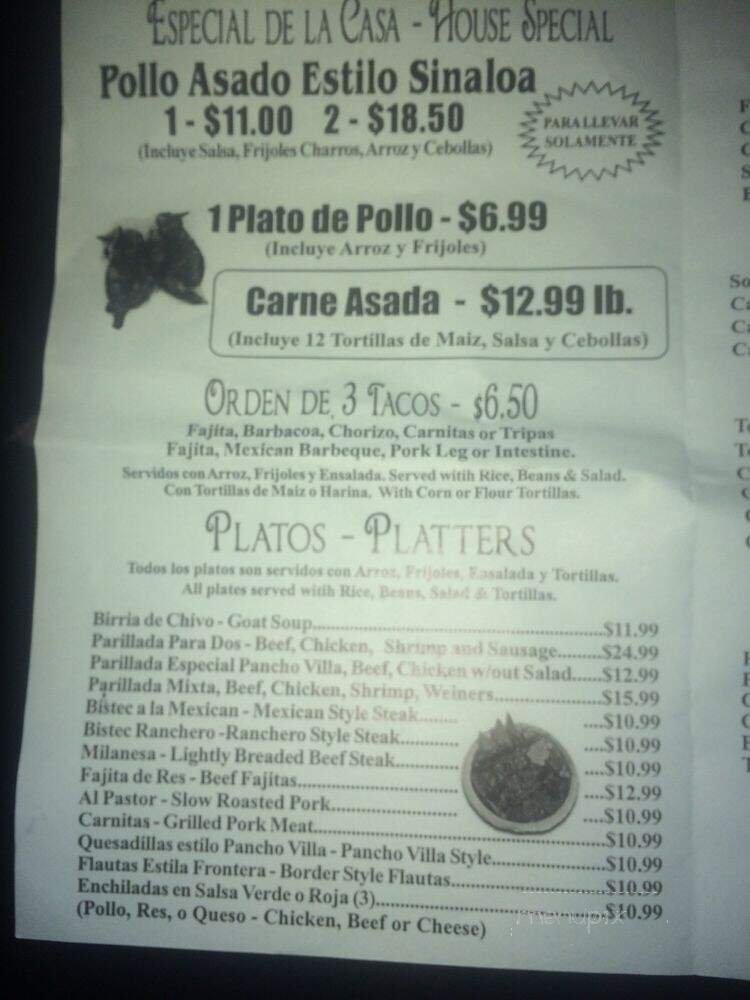 ESPECIAL DE LA CASA - HOUSE SPECIAL
Pollo Asado Estilo Sinaloa
1 - $11.00 2 - $18.50
(Incluye Salsa, Frijoles Charros, Arroz y Cebollas)
PARA LLEVAR
SOLAMENTE
1 Plato de Pollo - $6.99
(Incluye Arroz y Frijoles)
Carne Asada - $12.99 lb.
(Incluye 12 Tortillas de Maiz, Salsa y Cebollas)
ORDEN DE 3 TACOS - $6.50
Fajita, Barbacoa, Chorizo, Carnitas or Tripas
Fajita, Mexican Barbeque, Pork Leg or Intestine.
Servidos con Arroz, Frijoles y Ensalada. Served witih Rice, Beans & Salad.
Con Tortillas de Maiz o Harina. With Corn or Flour Tortillas.
PLATOS - PLATTERS
Todos los platos son servidos con Arroz, Frijoles, Ensalada y Tortillas.
All plates served witih Rice, Beans, Salad & Tortillas.
Birria de Chivo - Goat Soup...$11.99
Parillada Para Dos - Beef, Chicken, Shrimp and Sausage...$24.99
Parillada Especial Pancho Villa, Beef, Chicken w/out Salad...$12.99
Parillada Mixta, Beef, Chicken, Shrimp, Weiners...$15.99
Bistec a la Mexican - Mexican Style Steak... ...$10.99
Bistec Ranchero -Ranchero Style Steak... ...$10.99
Milanesa - Lightly Breaded Beef Steak... ...$10.99
Fajita de Res - Beef Fajitas... ...$12.99
Al Pastor - Slow Roasted Pork... ...$10.99
Carnitas - Grilled Pork Meat...$10.99
Quesadillas estilo Pancho Villa - Pancho Villa Style...$10.99
Flautas Estila Frontera - Border Style Flautas...$10.99
Enchiladas en Salsa Verde o Roja (3)...$10.99
(Pollo, Res, o Queso - Chicken, Beef or Cheese)
menupix